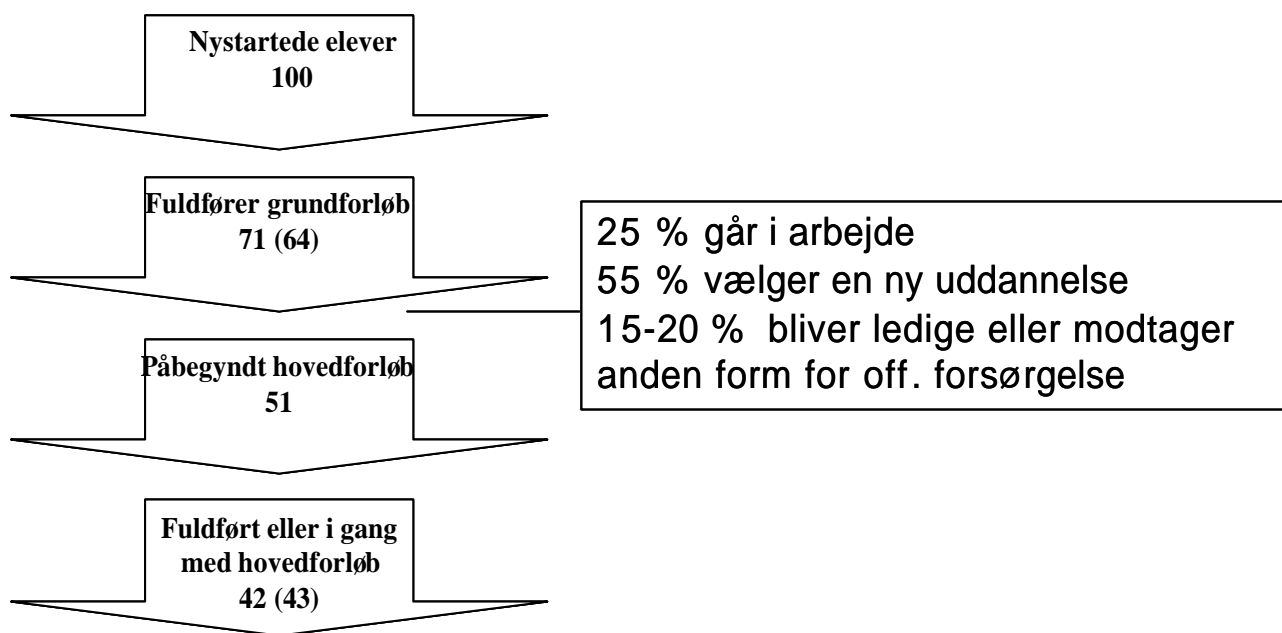 Nystartede elever
100
Fuldfører grundforløb
71 (64)
25 % går i arbejde
55 % vælger en ny uddannelse
15-20 % bliver ledige eller modtager
anden form for off. forsørgelse
Påbegyndt hovedforløb
51
Fuldført eller i gang
med hovedforløb
42 (43)